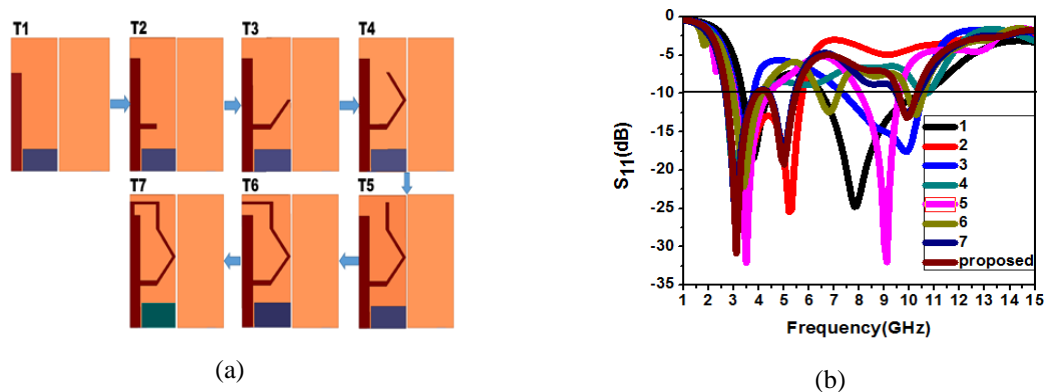 T1
T2
T3
T4
T7
T6
T5
(a)
0
-5
-10
-15
-20
-25
-30
-35
S11(dB)
1 2 3 4 5 6 7 8 9 10 11 12 13 14 15
Frequency(GHz)
1
2
3
4
5
6
7
proposed
(b)